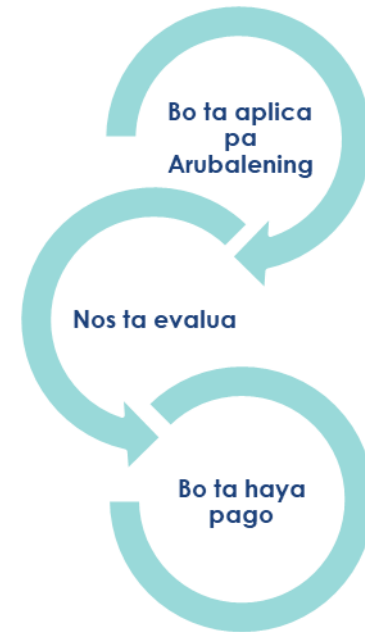 Bo ta aplica
pa
Arubalening
Nos ta evalua
Bo ta haya
pago